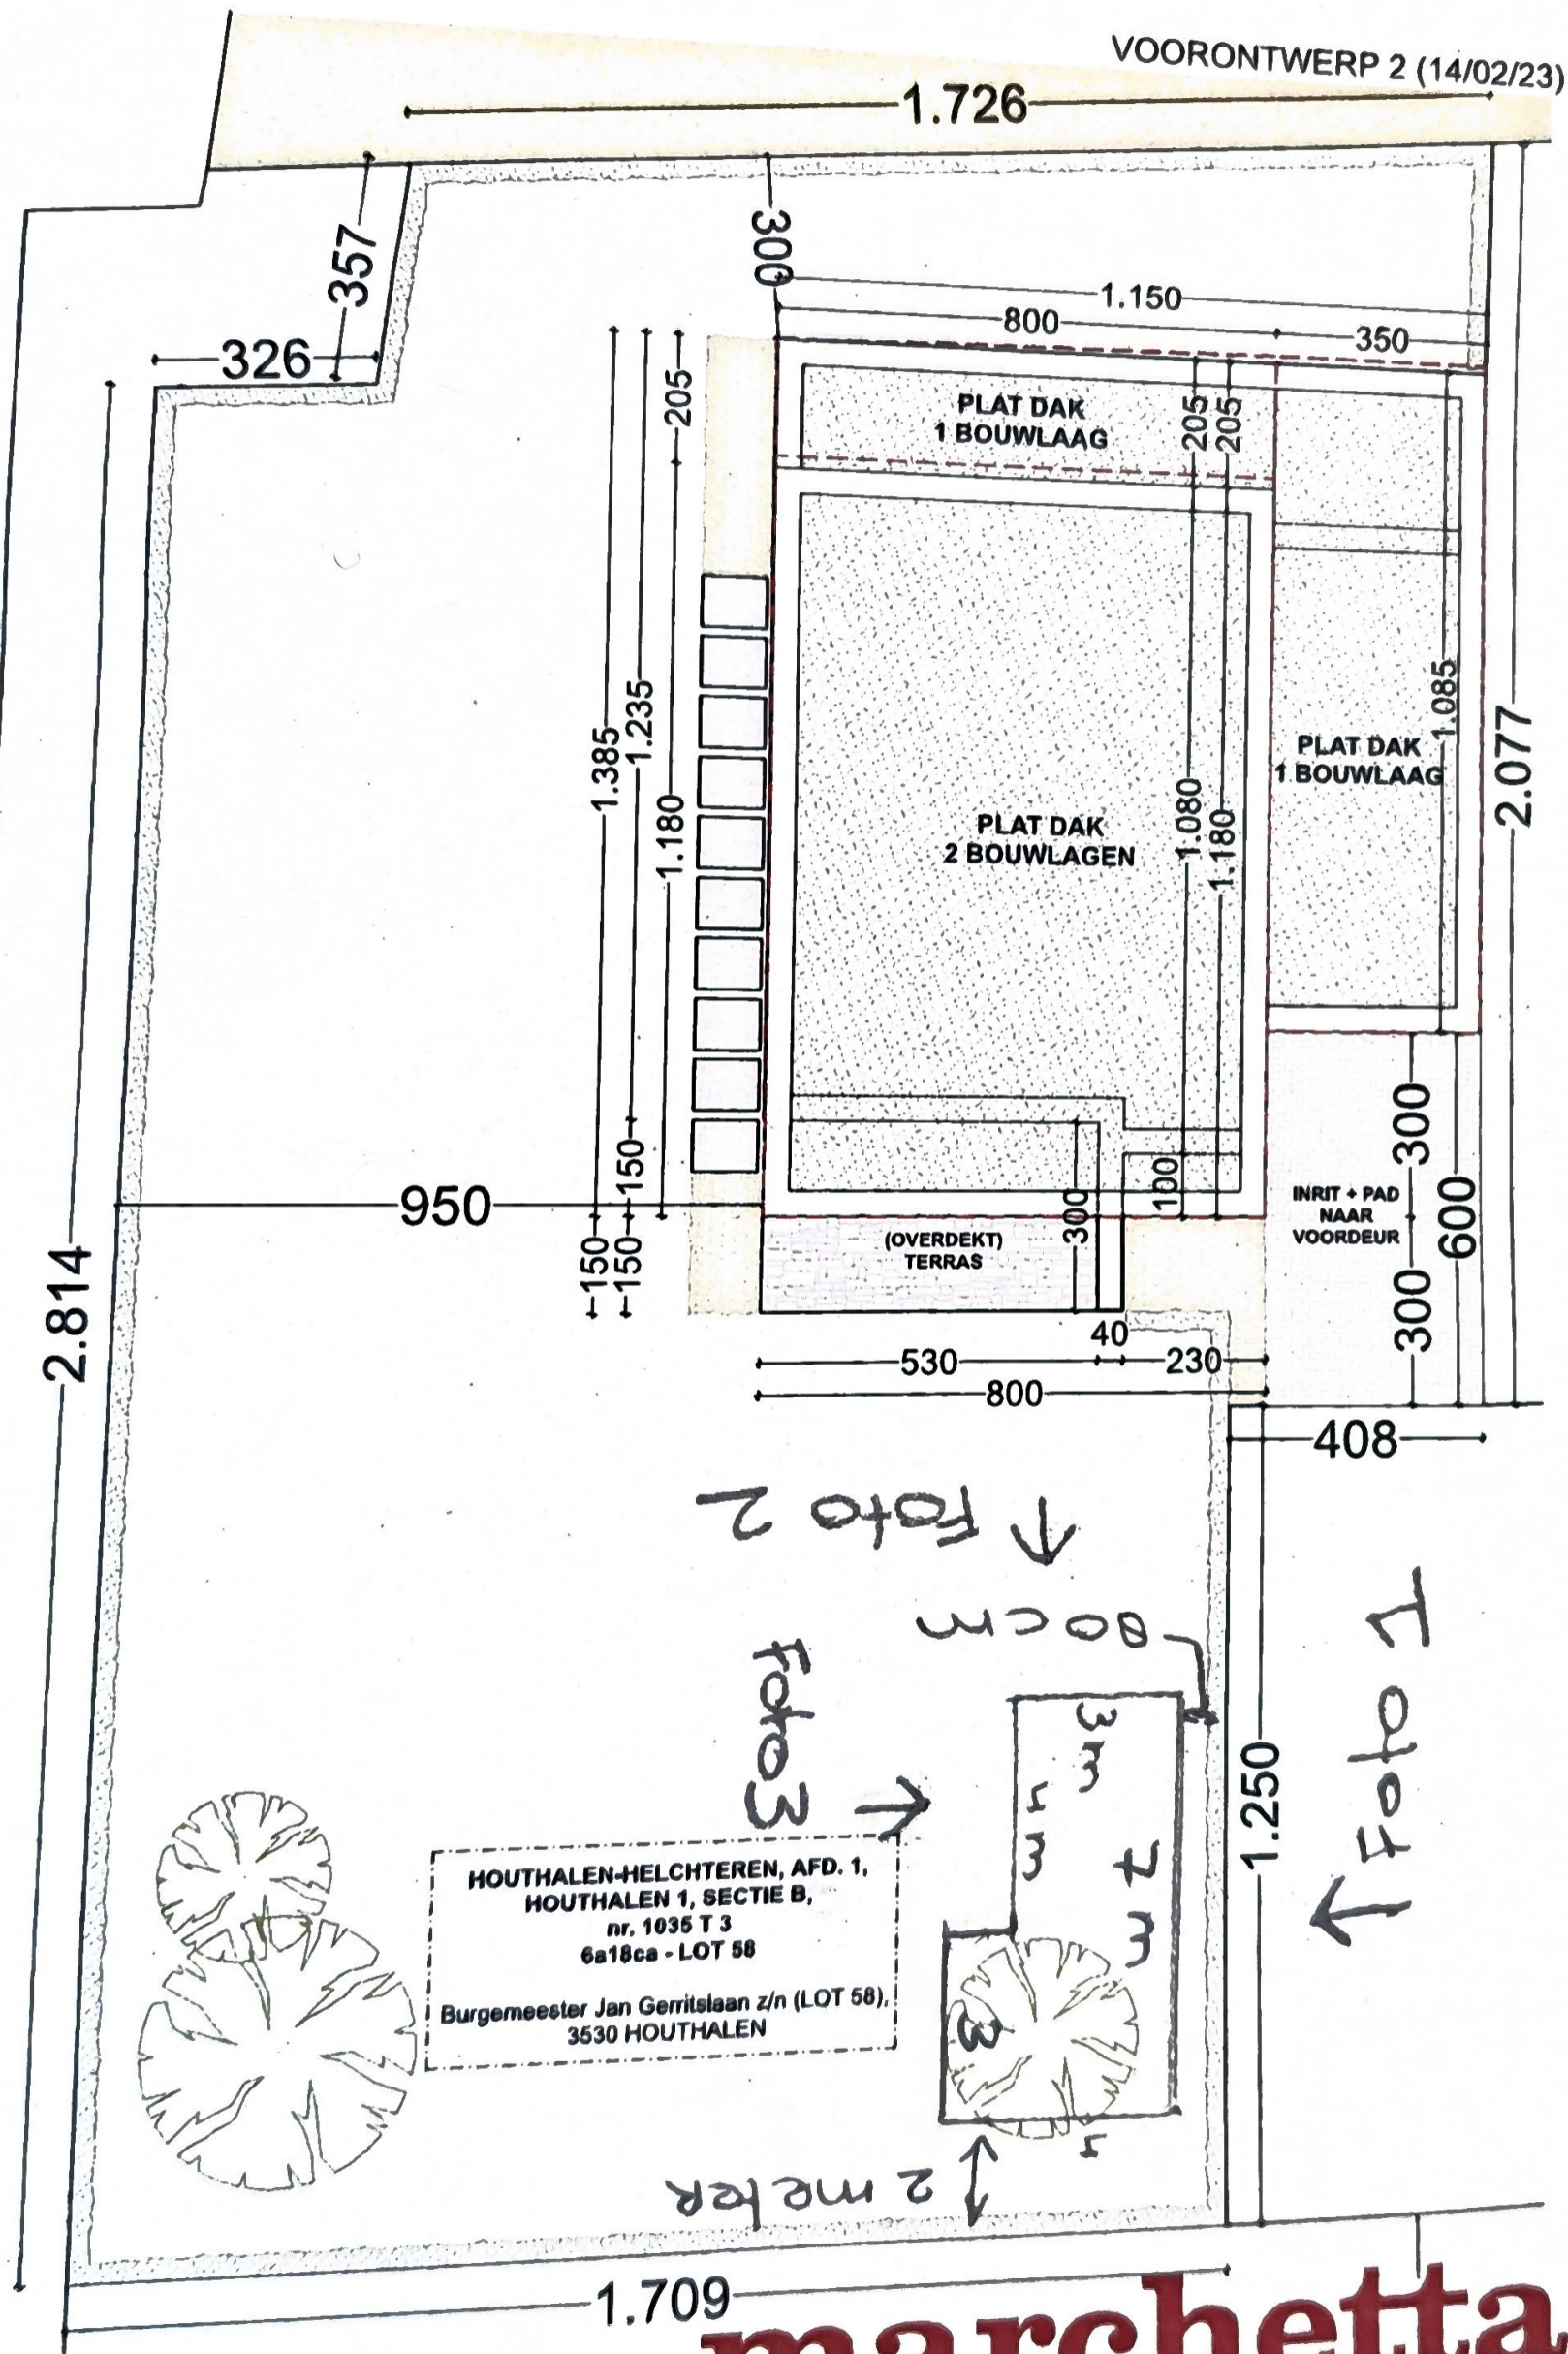 VOORONTWERP 2 (14/02/23)
1.726
357
300
326
1.150
800
350
205
PLAT DAK
1 BOUWLAAG
205
205
1.385
1.235
1.180
1.085
2.077
PLAT DAK
1 BOUWLAAG
PLAT DAK
2 BOUWLAGEN
1.080
1.180
150
950
150
150
300
100
(OVERDEKT)
TERRAS
INRIT + PAD
NAAR
VOORDEUR
300
300
600
2.814
40
530
230
800
408
Foto 2
80 cm
Foto 1
Foto 3
3m
4m
7m
3
1.250
HOUTHALEN-HELCHTEREN, AFD. 1,
HOUTHALEN 1, SECTIE B,
nr. 1035 T 3
6a18ca - LOT 58
Burgemeester Jan Gerritslaan z/n (LOT 58),
3530 HOUTHALEN
2 meter
1.709
marchetta